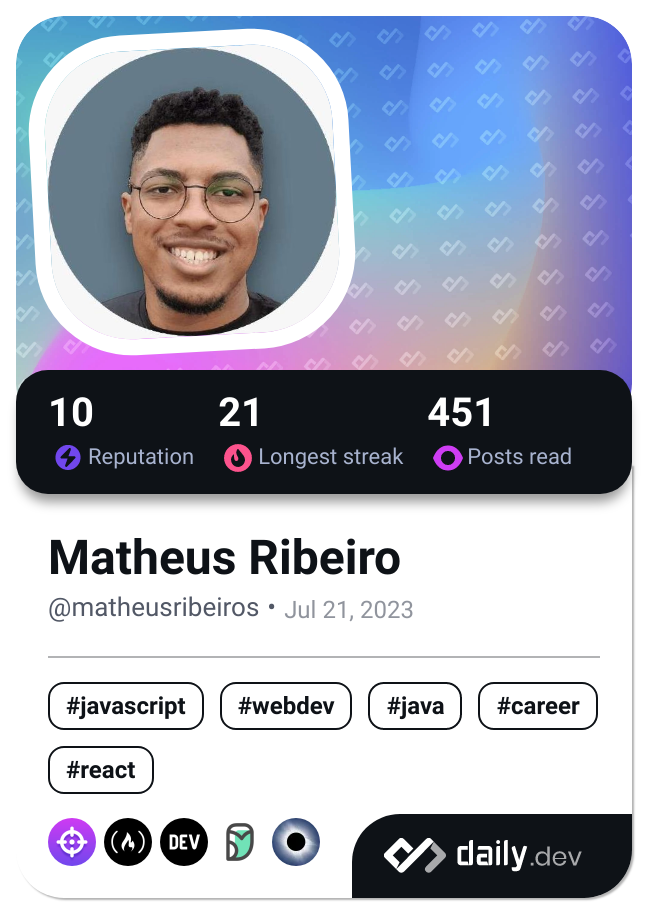 10 21 451
Reputation Longest streak Posts read
Matheus Ribeiro
@matheusribeiros • Jul 21, 2023
#javascript #webdev #java #career
#react
DEV
daily.dev